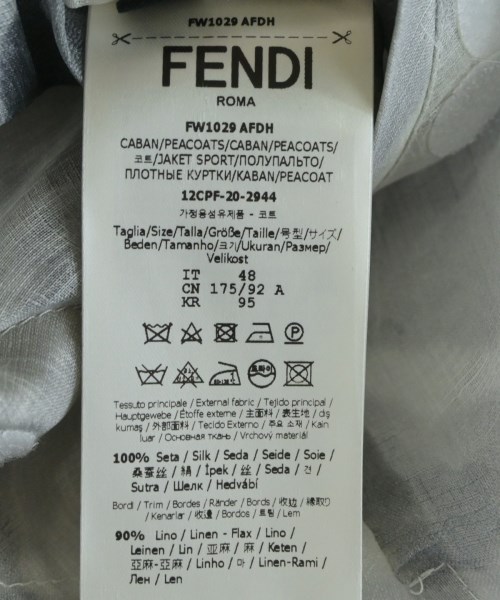 FW1029 AFDH
FENDI
ROMA
FW1029 AFDH
CABAN/PEACOATS/CABAN/PEACOATS/
코트/JAKET SPORT/ПОЛУПАЛЬТО/
ПЛОТНЫЕ КУРТКИ/KABAN/PEACOAT
12CPF-20-2944
가정용섬유제품 - 코트
Taglia/Size/Talla/Größe/Taille/号型/サイズ/
Beden/Tamanho/크기/Ukuran/Размер/
Velikost
IT 48
CN 175/92 A
KR 95
드라이
Tessuto principale / External fabric / Tejido principal /
Hauptgewebe / Étoffe externe / 主面料 / 表生地 / dış
kumaş / 外部面料 / Tecido Externo / 주요 소재 / Kain
luar / Основная ткань / Vrchový materiál
100% Seta / Silk / Seda / Seide / Soie /
桑蚕丝 / 絹 / İpek / 丝 / Seda / 견 /
Sutra / Шелк / Hedvábí
Bordi / Trim / Bordes / Ränder / Bords / 收边 / 縁取り
/ Kenarlar / 收邊 / Bordos / 트림 / Lem
90% Lino / Linen - Flax / Lino /
Leinen / Lin / 亚麻 / 麻 / Keten /
亞麻-亞麻 / Linho / 마 / Linen-Rami /
Лен / Len